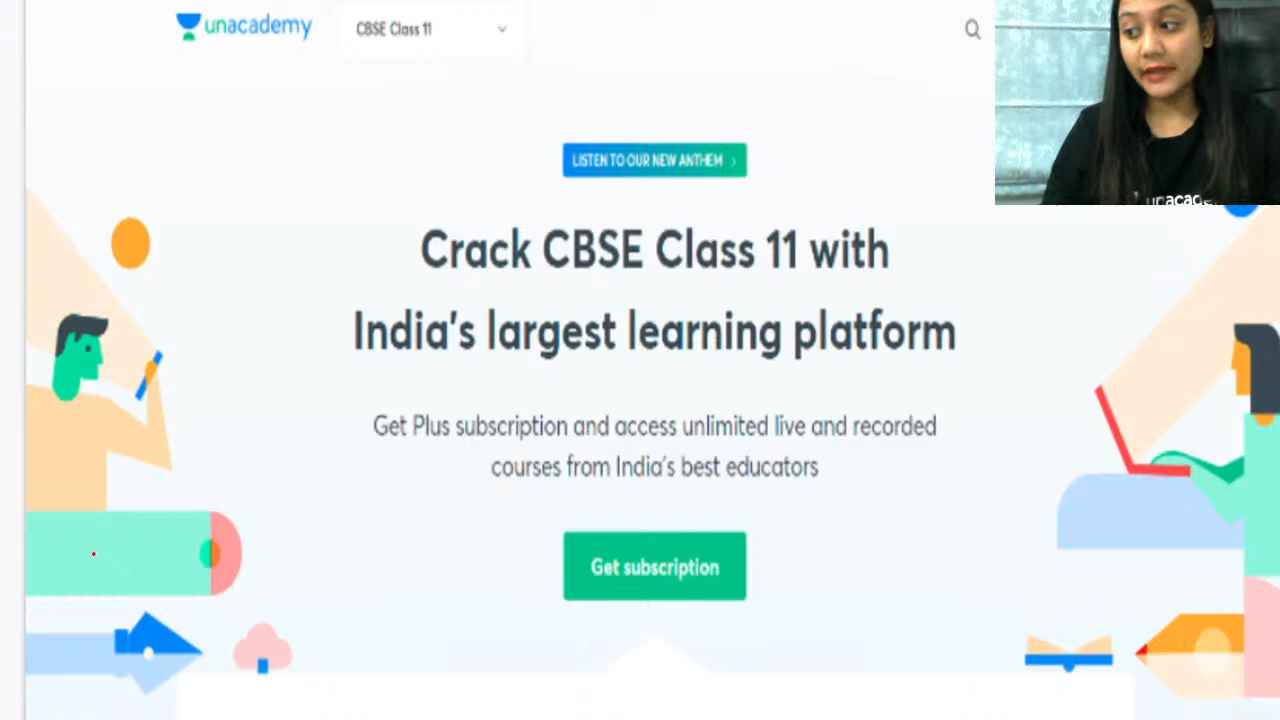 unacademy
CBSE Class 11
LISTEN TO OUR NEW ANTHEM
Crack CBSE Class 11 with
India's largest learning platform
Get Plus subscription and access unlimited live and recorded
courses from India's best educators
Get subscription